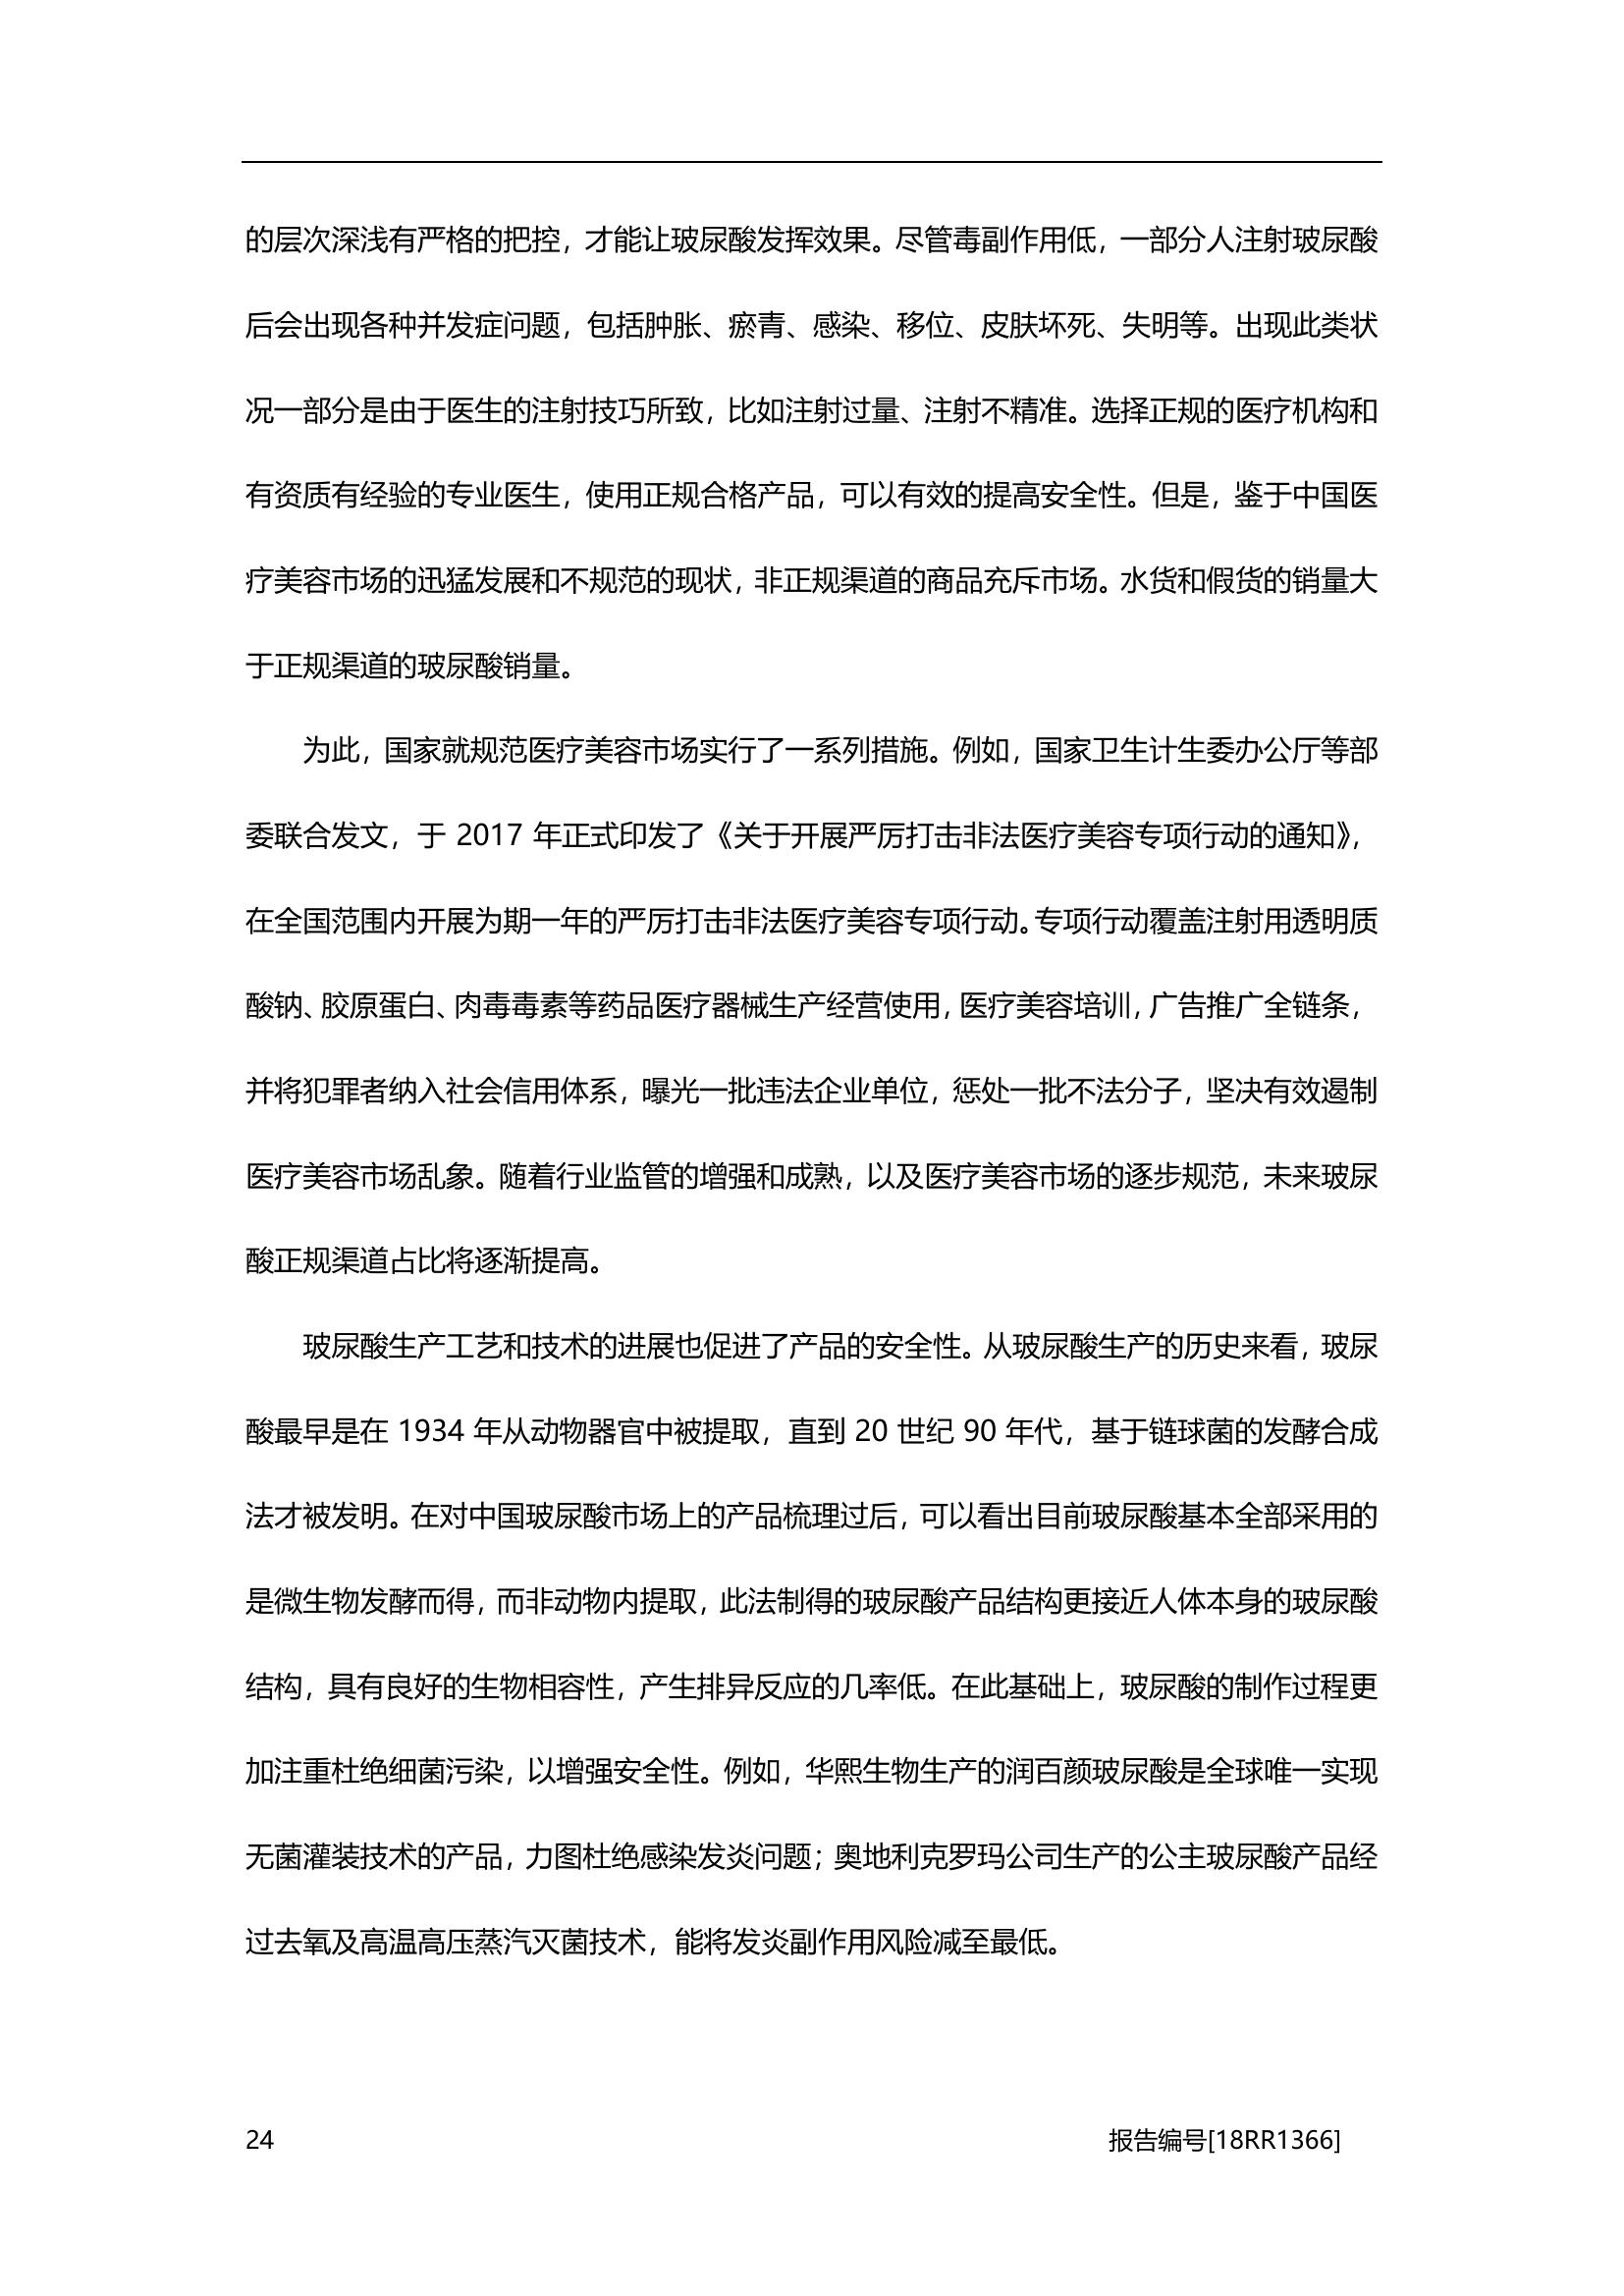 的层次深浅有严格的把控，才能让玻尿酸发挥效果。尽管毒副作用低，一部分人注射玻尿酸
后会出现各种并发症问题，包括肿胀、瘀青、感染、移位、皮肤坏死、失明等。出现此类状
况一部分是由于医生的注射技巧所致，比如注射过量、注射不精准。选择正规的医疗机构和
有资质有经验的专业医生，使用正规合格产品，可以有效的提高安全性。但是，鉴于中国医
疗美容市场的迅猛发展和不规范的现状，非正规渠道的商品充斥市场。水货和假货的销量大
于正规渠道的玻尿酸销量。
为此，国家就规范医疗美容市场实行了一系列措施。例如，国家卫生计生委办公厅等部
委联合发文，于 2017 年正式印发了《关于开展严厉打击非法医疗美容专项行动的通知》，
在全国范围内开展为期一年的严厉打击非法医疗美容专项行动。专项行动覆盖注射用透明质
酸钠、胶原蛋白、肉毒毒素等药品医疗器械生产经营使用，医疗美容培训，广告推广全链条，
并将犯罪者纳入社会信用体系，曝光一批违法企业单位，惩处一批不法分子，坚决有效遏制
医疗美容市场乱象。随着行业监管的增强和成熟，以及医疗美容市场的逐步规范，未来玻尿
酸正规渠道占比将逐渐提高。
玻尿酸生产工艺和技术的进展也促进了产品的安全性。从玻尿酸生产的历史来看，玻尿
酸最早是在 1934 年从动物器官中被提取，直到 20 世纪 90 年代，基于链球菌的发酵合成
法才被发明。在对中国玻尿酸市场上的产品梳理过后，可以看出目前玻尿酸基本全部采用的
是微生物发酵而得，而非动物内提取，此法制得的玻尿酸产品结构更接近人体本身的玻尿酸
结构，具有良好的生物相容性，产生排异反应的几率低。在此基础上，玻尿酸的制作过程更
加注重杜绝细菌污染，以增强安全性。例如，华熙生物生产的润百颜玻尿酸是全球唯一实现
无菌灌装技术的产品，力图杜绝感染发炎问题；奥地利克罗玛公司生产的公主玻尿酸产品经
过去氧及高温高压蒸汽灭菌技术，能将发炎副作用风险减至最低。
24 报告编号[18RR1366]